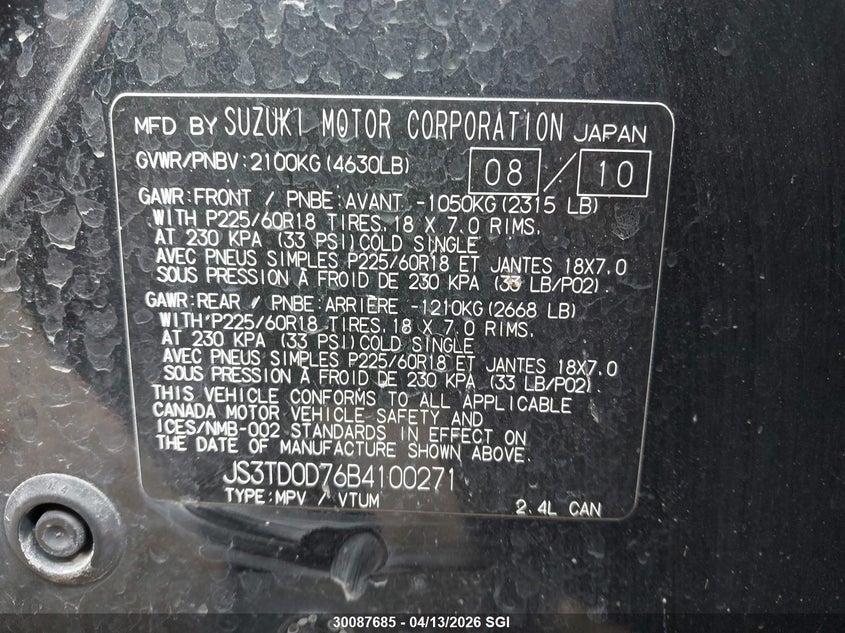 MFD BY SUZUKI MOTOR CORPORATION JAPAN
GVWR/PNBV:2100KG(4630LB) 08 / 10
GAWR:FRONT / PNBE:AVANT -1050KG(2315 LB)
WITH P225/60R18 TIRES, 18 X 7.0 RIMS,
AT 230 KPA (33 PSI)COLD SINGLE
AVEC PNEUS SIMPLES P225/60R18 ET JANTES 18X7.0
SOUS PRESSION À FROID DE 230 KPA (33 LB/PO2).
GAWR:REAR / PNBE:ARRIÈRE -1210KG(2668 LB)
WITH P225/60R18 TIRES, 18 X 7.0 RIMS,
AT 230 KPA (33 PSI)COLD SINGLE
AVEC PNEUS SIMPLES P225/60R18 ET JANTES 18X7.0
SOUS PRESSION À FROID DE 230 KPA (33 LB/PO2).
THIS VEHICLE CONFORMS TO ALL APPLICABLE
CANADA MOTOR VEHICLE SAFETY AND
ICES/NMB-002 STANDARDS IN EFFECT ON
THE DATE OF MANUFACTURE SHOWN ABOVE.
JS3TD0D76B4100271
TYPE:MPV / VTUM 2.4L CAN
30087685 - 04/13/2026 SGI